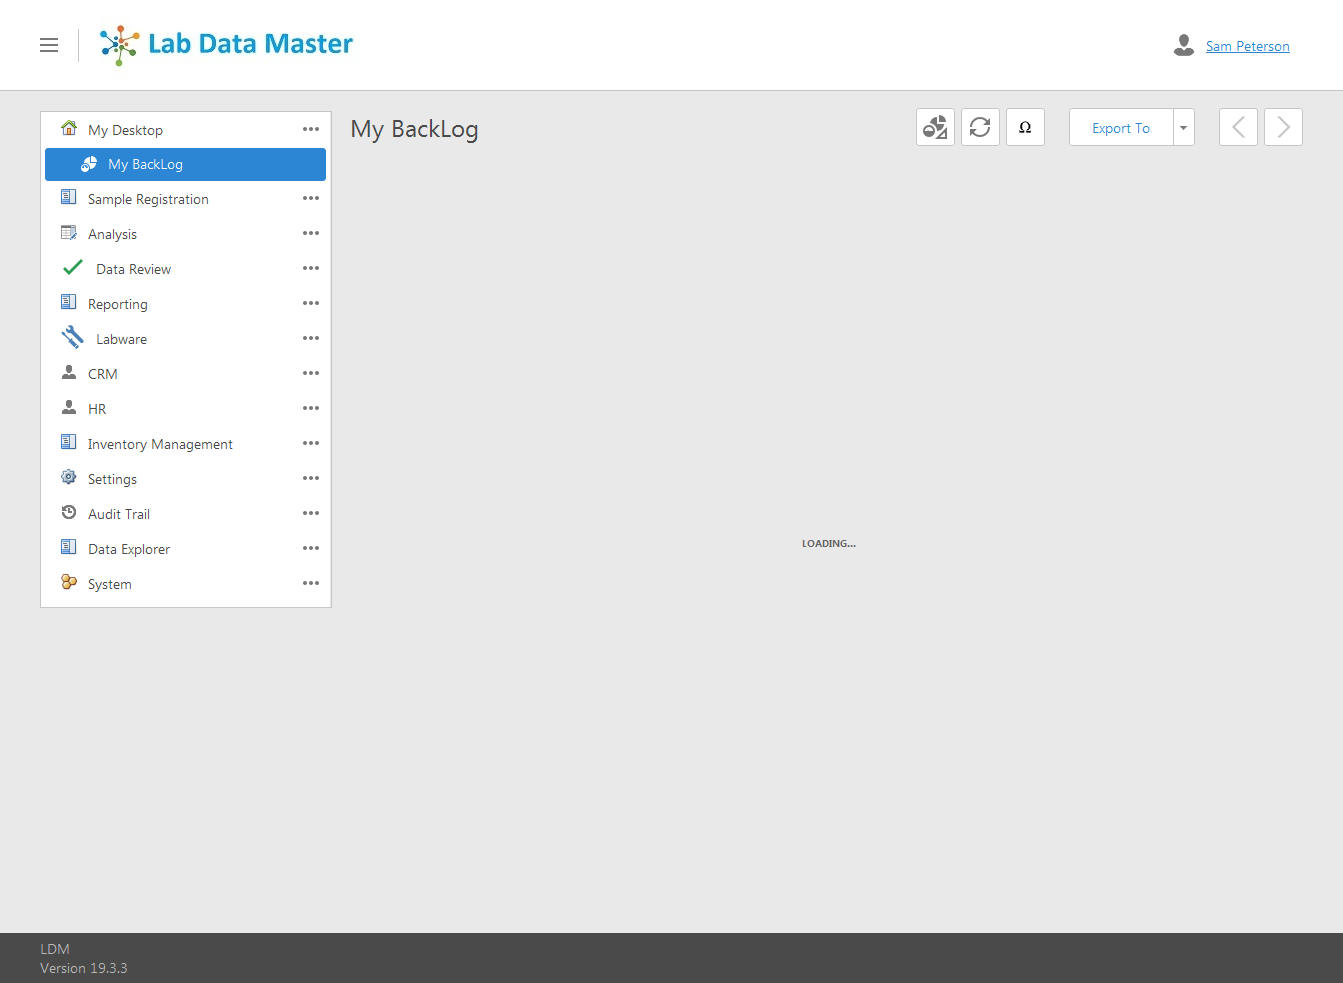 Lab Data Master
Sam Peterson
My Desktop
My BackLog
Sample Registration
Analysis
Data Review
Reporting
Labware
CRM
HR
Inventory Management
Settings
Audit Trail
Data Explorer
System
My BackLog
Ω
Export To
LOADING...
LDM
Version 19.3.3